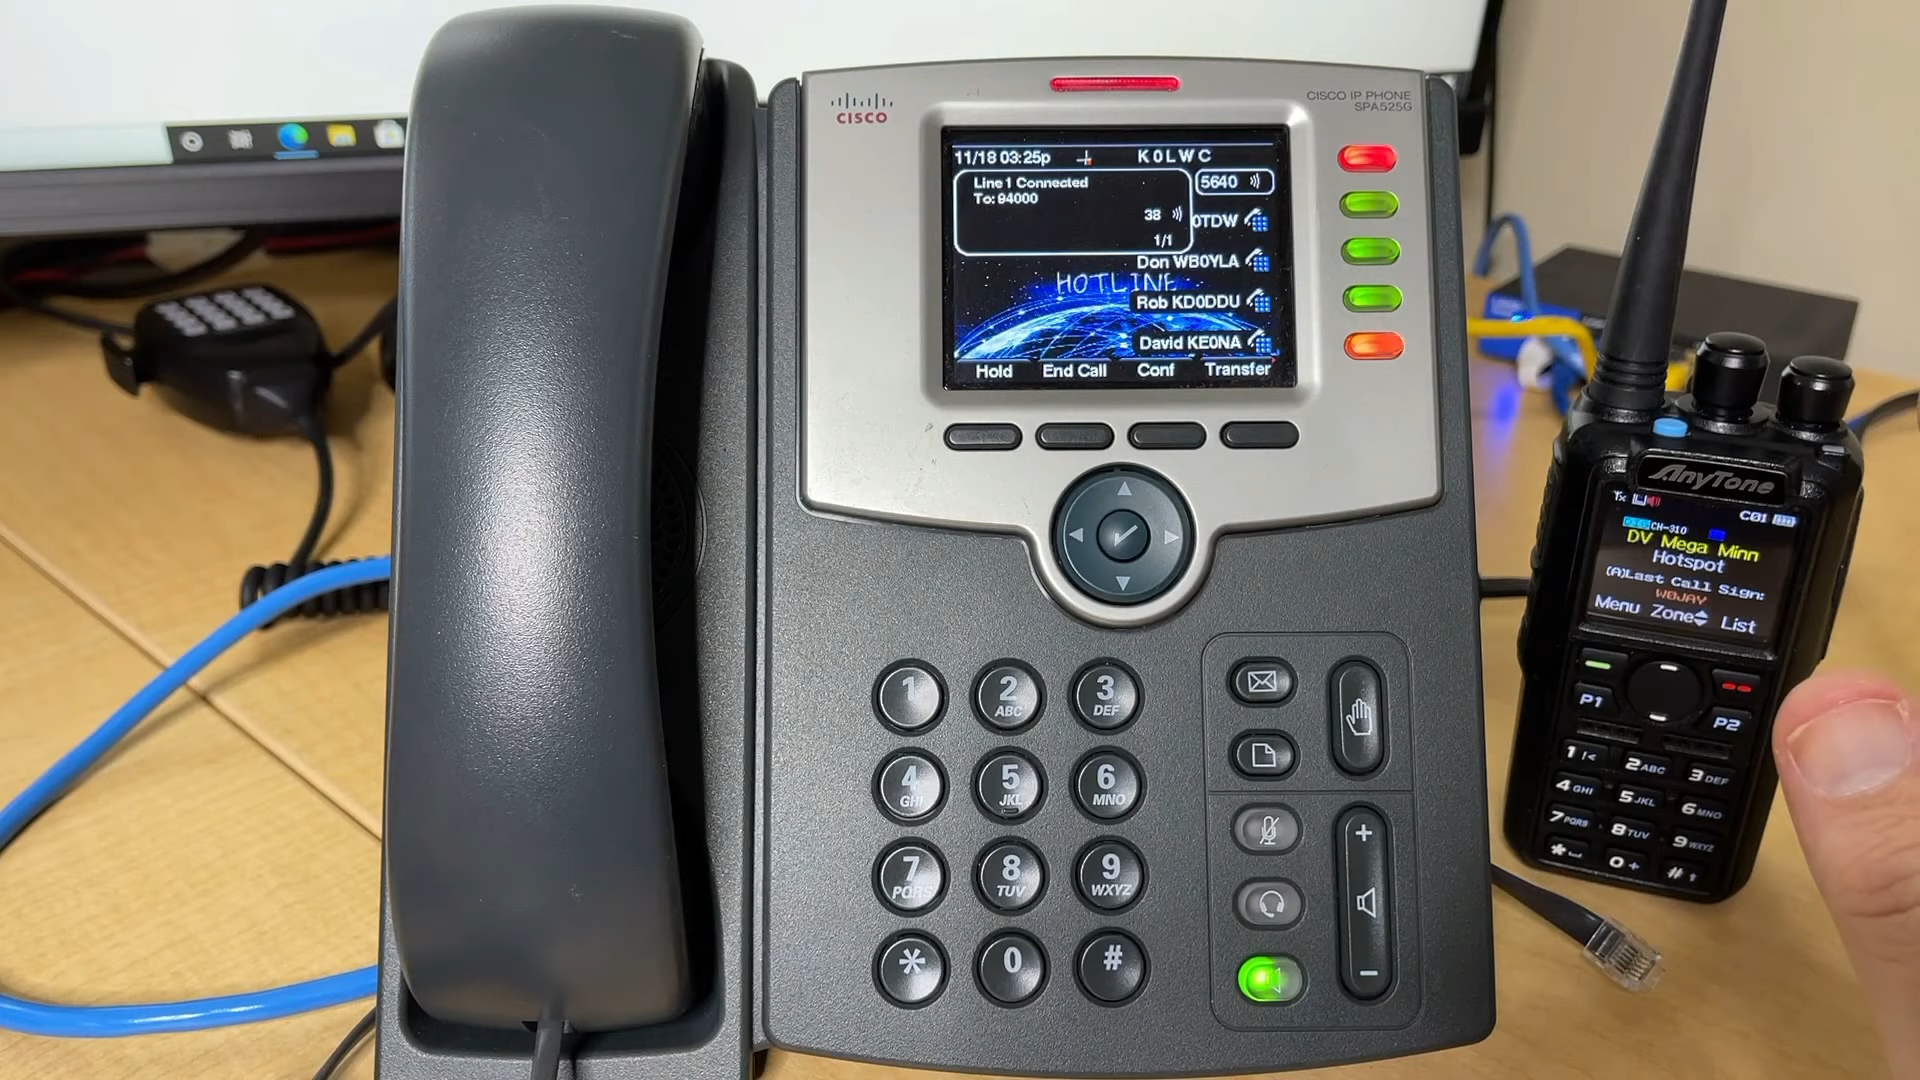 CISCO
CISCO IP PHONE
SPA525G
11/18 03:25p
K0LWC
Line 1 Connected
To: 94000
38
1/1
5640
0TDW
Don WB0YLA
HOTLINE
Rob KD0DDU
David KE0NA
Hold End Call Conf Transfer
1
2 ABC
3 DEF
4 GHI
5 JKL
6 MNO
7 PQRS
8 TUV
9 WXYZ
*
0
#
+
-
AnyTone
C01
DIG CH-310
DV Mega Minn
Hotspot
(A)Last Call Sign:
W0JAY
Menu Zone List
P1
P2
1
2 ABC
3 DEF
4 GHI
5 JKL
6 MNO
7 PQRS
8 TUV
9 WXYZ
*
0 +
#